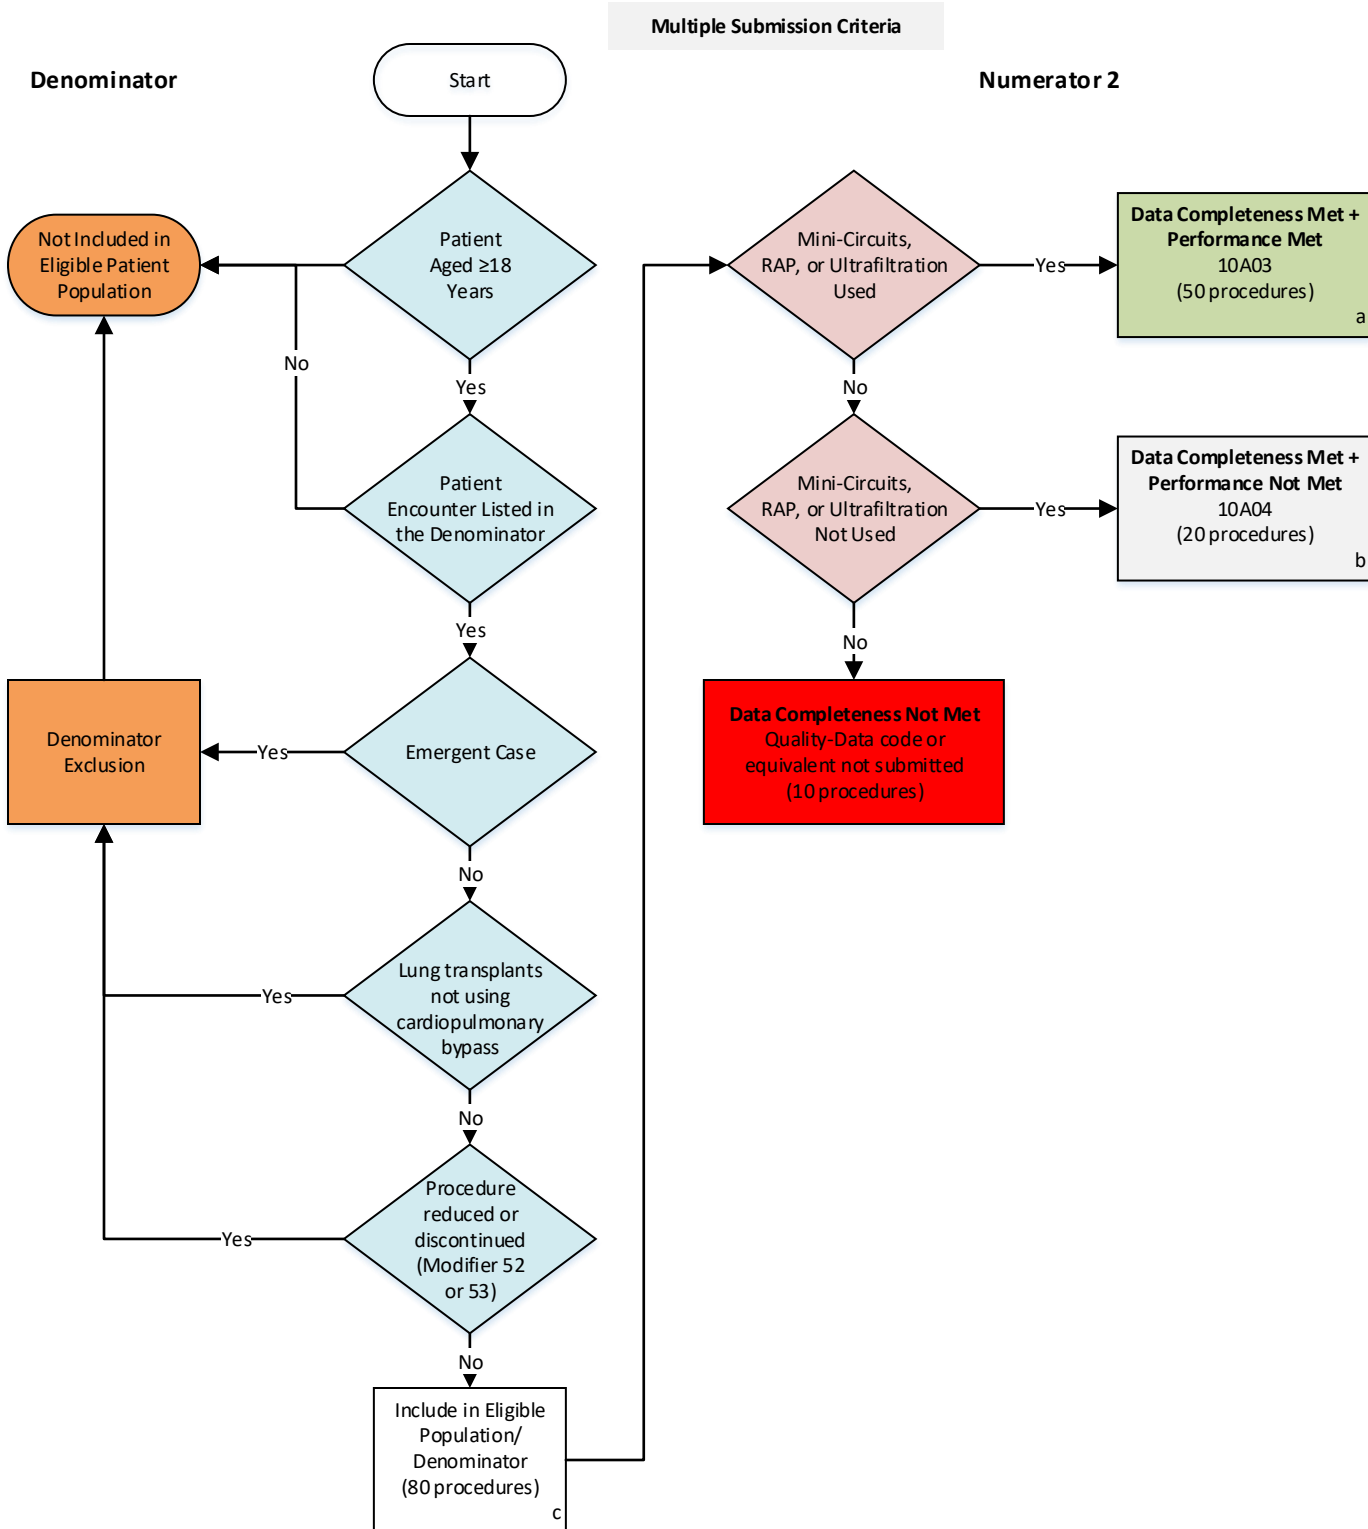 Multiple Submission Criteria
Denominator
Numerator 2
Start
Patient
Aged ≥18
Years
Not Included in
Eligible Patient
Population
No
Yes
Patient
Encounter Listed in
the Denominator
Yes
Emergent Case
Yes
Denominator
Exclusion
No
Lung transplants
not using
cardiopulmonary
bypass
Yes
No
Procedure
reduced or
discontinued
(Modifier 52
or 53)
Yes
No
Include in Eligible
Population/
Denominator
(80 procedures)
c
Mini-Circuits,
RAP, or Ultrafiltration
Used
Yes
Data Completeness Met +
Performance Met
10A03
(50 procedures)
a
No
Mini-Circuits,
RAP, or Ultrafiltration
Not Used
Yes
Data Completeness Met +
Performance Not Met
10A04
(20 procedures)
b
No
Data Completeness Not Met
Quality-Data code or
equivalent not submitted
(10 procedures)